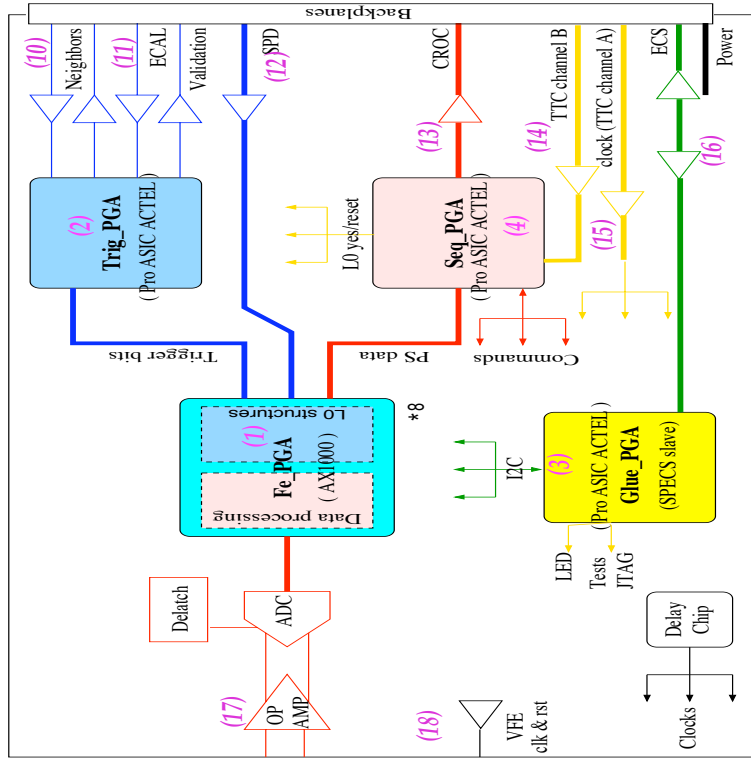 Backplanes
(10)
Neighbors
(11)
ECAL
Validation
(12)
SPD
(13)
CROC
(14)
TTC channel B
(15)
clock (TTC channel A)
ECS
(16)
Power
(2)
Trig_PGA
( Pro ASIC ACTEL )
L0 yes/reset
Seq_PGA
( Pro ASIC ACTEL )
(4)
Trigger bits
PS data
Commands
L0 structures
(1)
Fe_PGA
( AX1000 )
Data processing
*8
I2C
(3)
( Pro ASIC ACTEL )
Glue_PGA
(SPECS slave)
LED
Tests
JTAG
Delatch
ADC
(17)
OP
AMP
(18)
VFE
clk & rst
Delay
Chip
Clocks